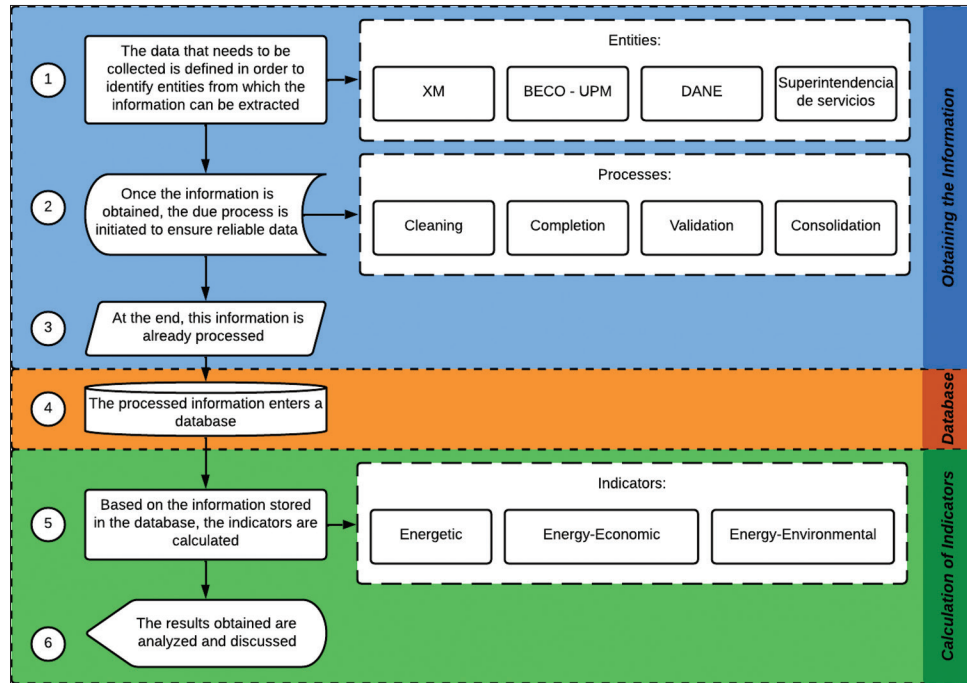 1
The data that needs to be
collected is defined in order to
identify entities from which the
information can be extracted
Entities:
XM
BECO - UPM
DANE
Superintendencia
de servicios
2
Once the information is
obtained, the due process is
initiated to ensure reliable data
Processes:
Cleaning
Completion
Validation
Consolidation
3
At the end, this information is
already processed
Obtaining the Information
4
The processed information enters a
database
Database
5
Based on the information stored
in the database, the indicators are
calculated
Indicators:
Energetic
Energy-Economic
Energy-Environmental
6
The results obtained are
analyzed and discussed
Calculation of Indicators